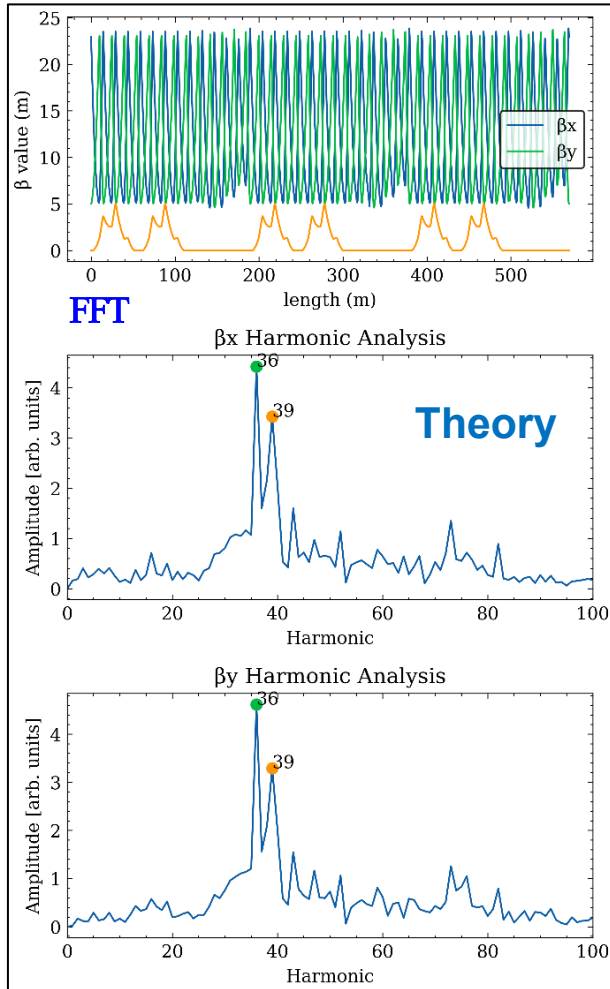 25
20
15
10
5
0
β value (m)
βx
βy
0 100 200 300 400 500
length (m)
FFT
βx Harmonic Analysis
36
39
Theory
4
3
2
1
0
Amplitude [arb. units]
0 20 40 60 80 100
Harmonic
βy Harmonic Analysis
36
39
4
3
2
1
0
Amplitude [arb. units]
0 20 40 60 80 100
Harmonic